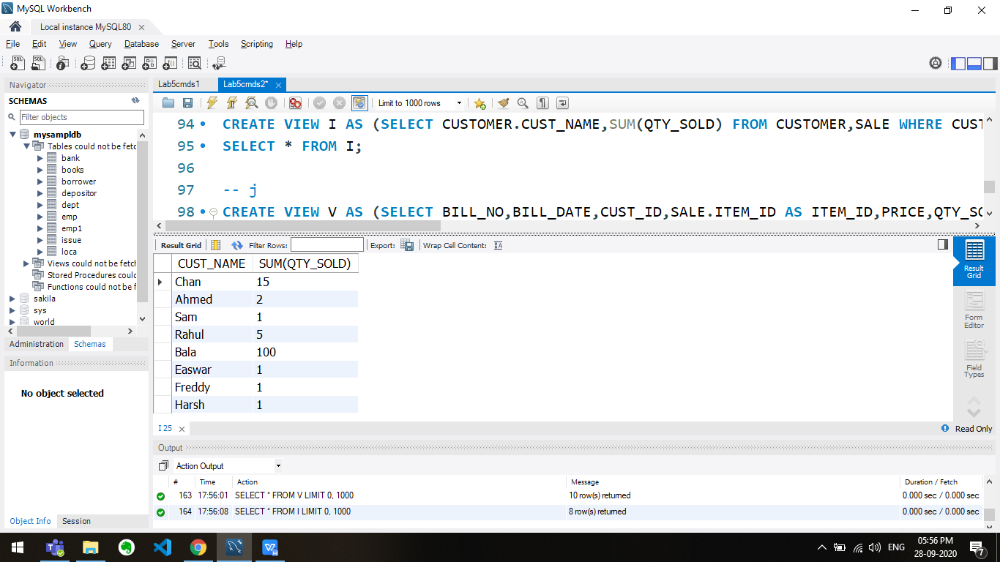 MySQL Workbench
Local instance MySQL80
File Edit View Query Database Server Tools Scripting Help
Navigator
SCHEMAS
Filter objects
mysampldb
Tables could not be fetc
bank
books
borrower
depositor
dept
emp
emp1
issue
loca
Views could not be fetch
Stored Procedures could
Functions could not be f
sakila
sys
world
Administration Schemas
Information
No object selected
Object Info Session
Lab5cmds1 Lab5cmds2*
Limit to 1000 rows
94 CREATE VIEW I AS (SELECT CUSTOMER.CUST_NAME,SUM(QTY_SOLD) FROM CUSTOMER,SALE WHERE CUST
95 SELECT * FROM I;
96
97 -- j
98 CREATE VIEW V AS (SELECT BILL_NO,BILL_DATE,CUST_ID,SALE.ITEM_ID AS ITEM_ID,PRICE,QTY_SO
Result Grid Filter Rows: Export: Wrap Cell Content:
CUST_NAME SUM(QTY_SOLD)
Chan 15
Ahmed 2
Sam 1
Rahul 5
Bala 100
Easwar 1
Freddy 1
Harsh 1
Result
Grid
Form
Editor
Field
Types
I 25 Read Only
Output
Action Output
# Time Action Message Duration / Fetch
163 17:56:01 SELECT * FROM V LIMIT 0, 1000 10 row(s) returned 0.000 sec / 0.000 sec
164 17:56:08 SELECT * FROM I LIMIT 0, 1000 8 row(s) returned 0.000 sec / 0.000 sec
ENG
05:56 PM
28-09-2020
7